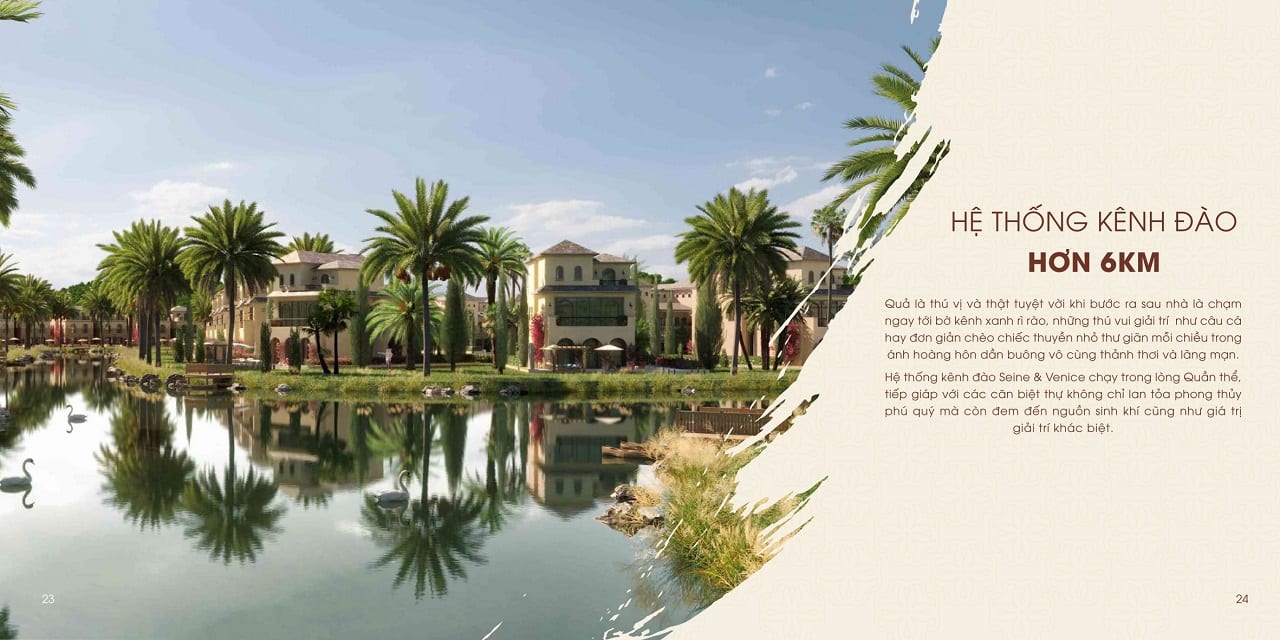 HỆ THỐNG KÊNH ĐÀO
HƠN 6KM
Quả là thú vị và thật tuyệt vời khi bước ra sau nhà là chạm
ngay tới bờ kênh xanh rì rào, những thú vui giải trí như câu cá
hay đơn giản chèo chiếc thuyền nhỏ thư giãn mỗi chiều trong
ánh hoàng hôn dần buông vô cùng thảnh thơi và lãng mạn.
Hệ thống kênh đào Seine & Venice chạy trong lòng Quần thể,
tiếp giáp với các căn biệt thự không chỉ lan tỏa phong thủy
phú quý mà còn đem đến nguồn sinh khí cũng như giá trị
giải trí khác biệt.
23
24